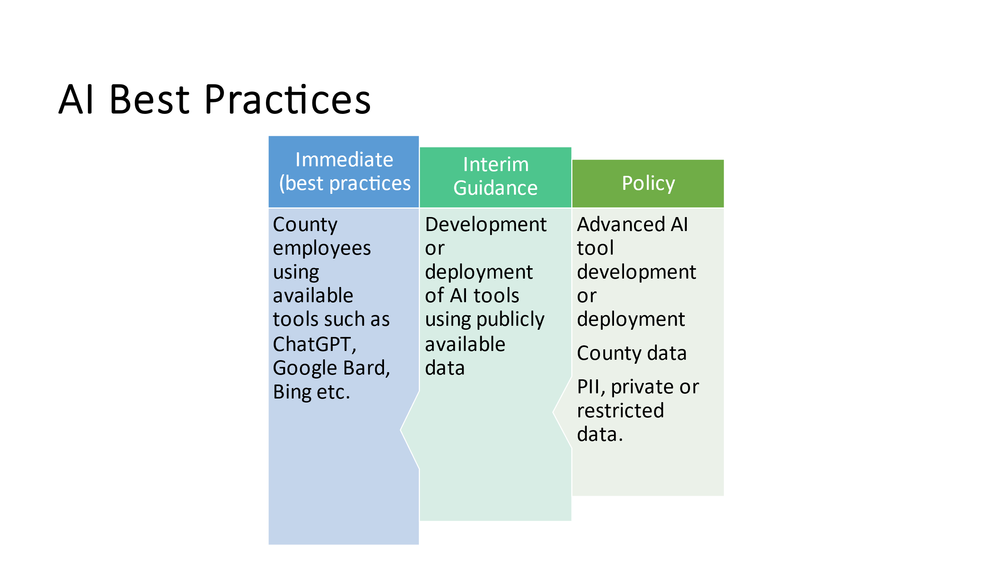 AI Best Practices
Immediate
(best practices
County
employees
using
available
tools such as
ChatGPT,
Google Bard,
Bing etc.
Interim
Guidance
Development
or
deployment
of AI tools
using publicly
available
data
Policy
Advanced AI
tool
development
or
deployment
County data
PII, private or
restricted
data.